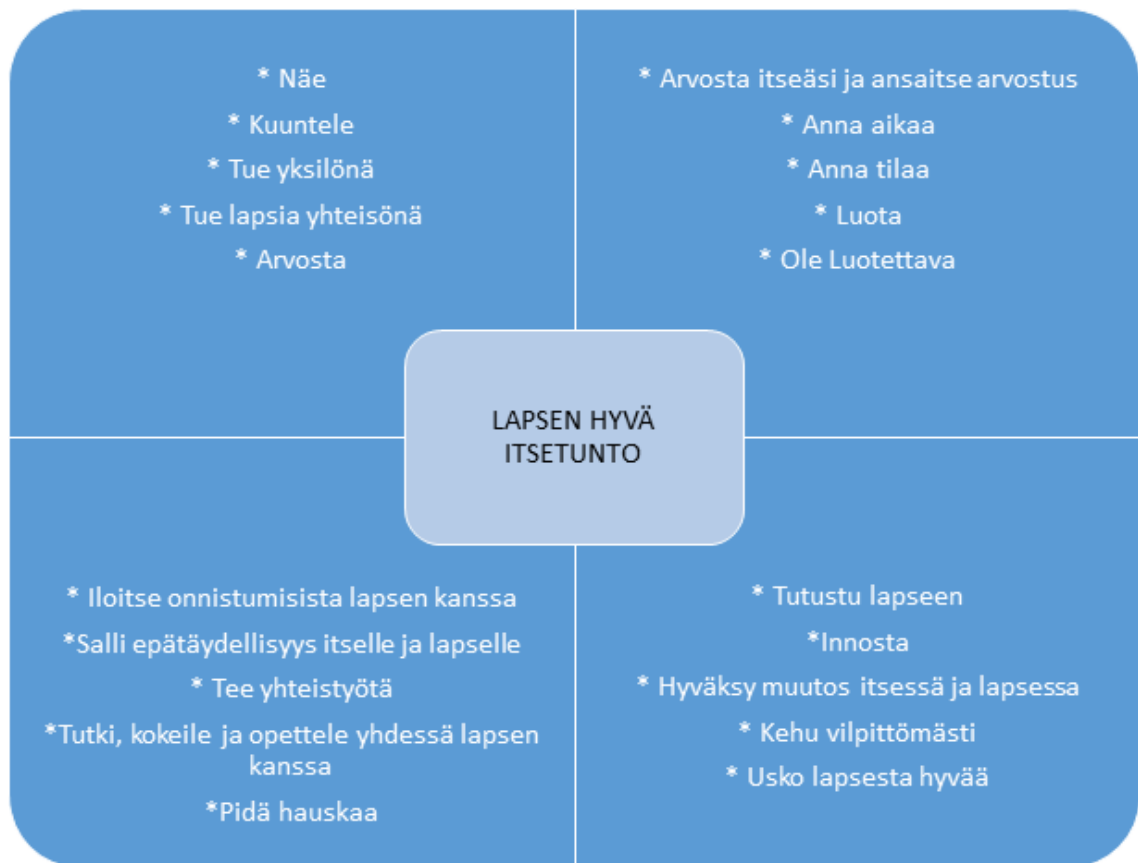 * Näe
* Kuuntele
* Tue yksilönä
* Tue lapsia yhteisönä
* Arvosta
* Arvosta itseäsi ja ansaitse arvostus
* Anna aikaa
* Anna tilaa
* Luota
* Ole Luotettava
LAPSEN HYVÄ
ITSETUNTO
* Iloitse onnistumisista lapsen kanssa
*Salli epätäydellisyys itselle ja lapselle
* Tee yhteistyötä
*Tutki, kokeile ja opettele yhdessä lapsen
kanssa
*Pidä hauskaa
* Tutustu lapseen
*Innosta
* Hyväksy muutos itsessä ja lapsessa
* Kehu vilpittömästi
* Usko lapsesta hyvää